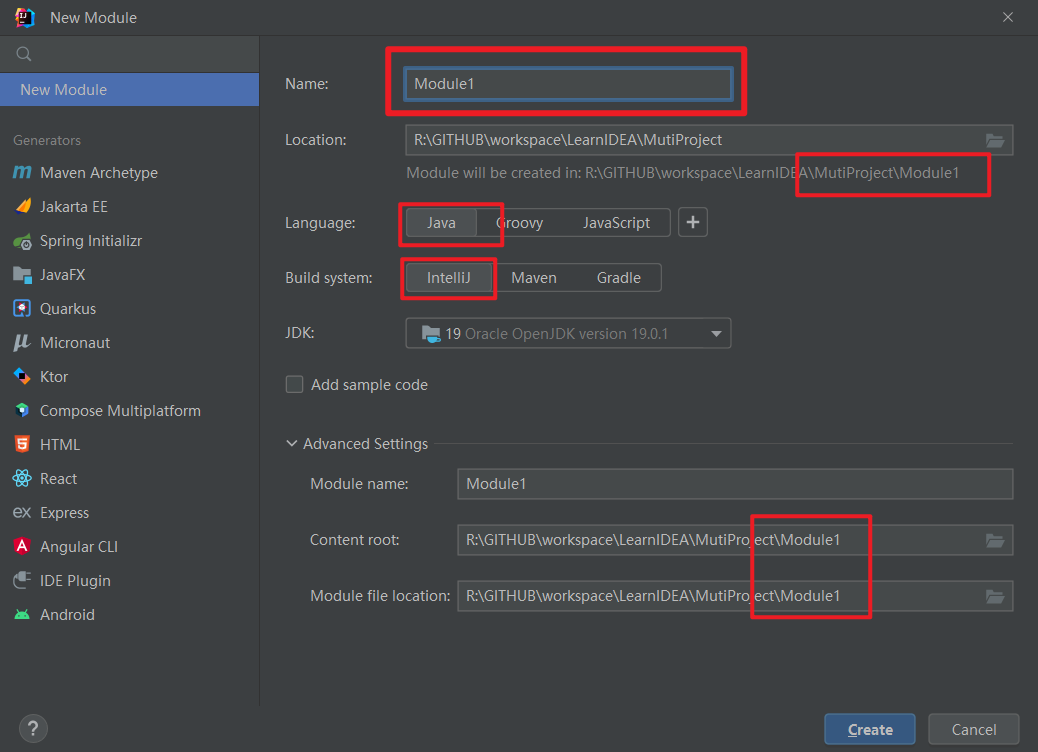 New Module
New Module
Generators
Maven Archetype
Jakarta EE
Spring Initializr
JavaFX
Quarkus
Micronaut
Ktor
Compose Multiplatform
HTML
React
Express
Angular CLI
IDE Plugin
Android
Name: Module1
Location: R:\GITHUB\workspace\LearnIDEA\MutiProject
Module will be created in: R:\GITHUB\workspace\LearnIDEA\MutiProject\Module1
Language: Java Groovy JavaScript +
Build system: IntelliJ Maven Gradle
JDK: 19 Oracle OpenJDK version 19.0.1
Add sample code
Advanced Settings
Module name: Module1
Content root: R:\GITHUB\workspace\LearnIDEA\MutiProject\Module1
Module file location: R:\GITHUB\workspace\LearnIDEA\MutiProject\Module1
? Create Cancel